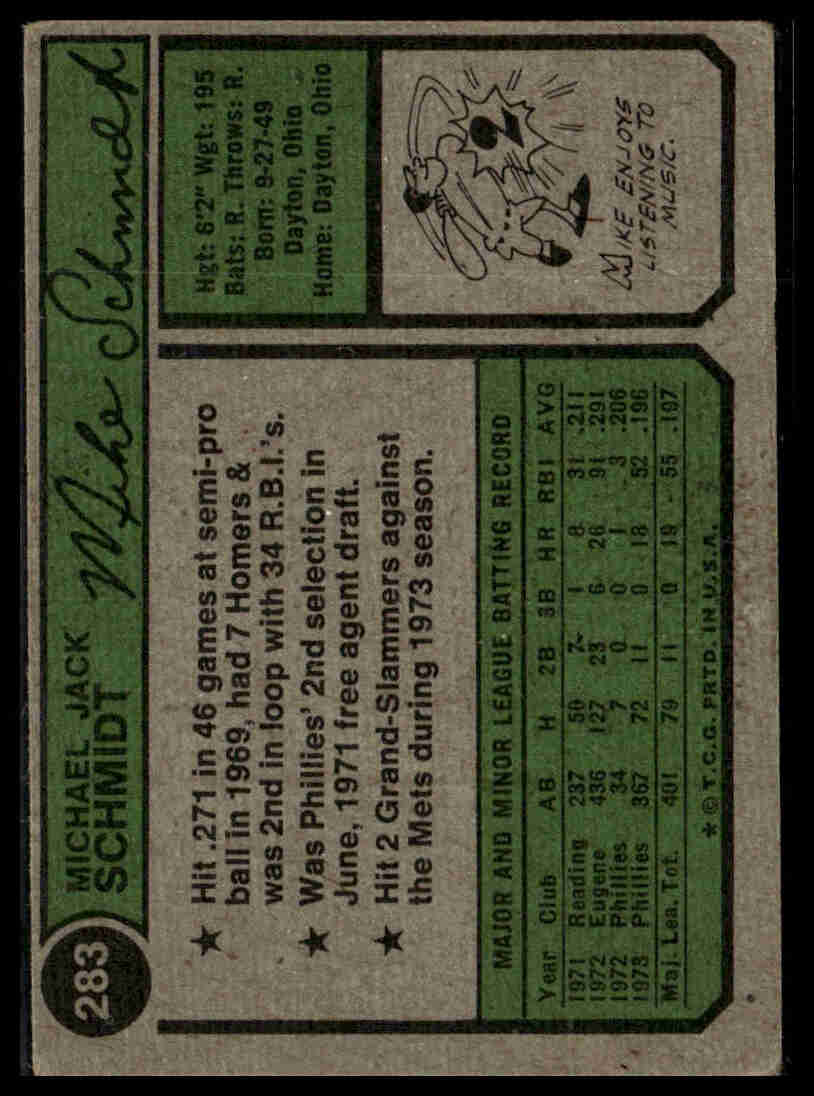 283
MICHAEL JACK
SCHMIDT
Mike Schmidt
★ Hit .271 in 46 games at semi-pro
ball in 1969, had 7 Homers &
was 2nd in loop with 34 R.B.I.'s.
★ Was Phillies' 2nd selection in
June, 1971 free agent draft.
★ Hit 2 Grand-Slammers against
the Mets during 1973 season.
Hgt: 6'2" Wgt: 195
Bats: R. Throws: R.
Born: 9-27-49
Dayton, Ohio
Home: Dayton, Ohio
2
MIKE ENJOYS
LISTENING TO
MUSIC.
MAJOR AND MINOR LEAGUE BATTING RECORD
Year Club AB H 2B 3B HR RBI AVG
1971 Reading 237 50 7 1 8 31 .211
1972 Eugene 436 127 23 6 26 91 .291
1972 Phillies 34 7 0 0 1 3 .206
1973 Phillies 367 72 11 0 18 52 .196
Maj. Lea. Tot. 401 79 11 0 19 55 .197
★ © T.C.G. PRTD. IN U.S.A.